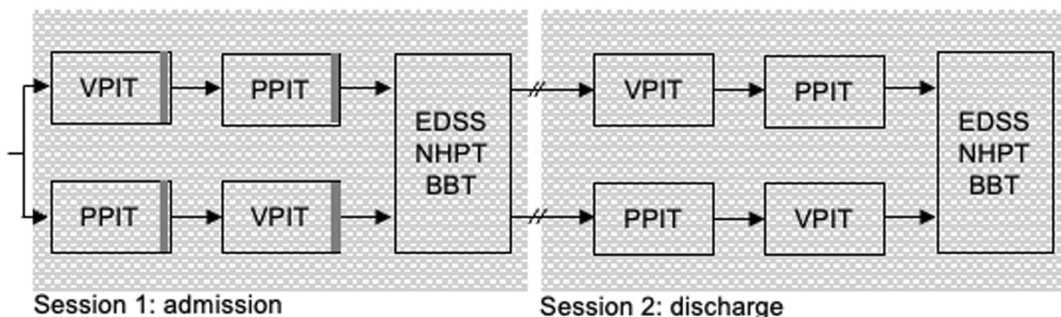 VPIT
PPIT
PPIT
VPIT
EDSS
NHPT
BBT
VPIT
PPIT
PPIT
VPIT
EDSS
NHPT
BBT
Session 1: admission
Session 2: discharge